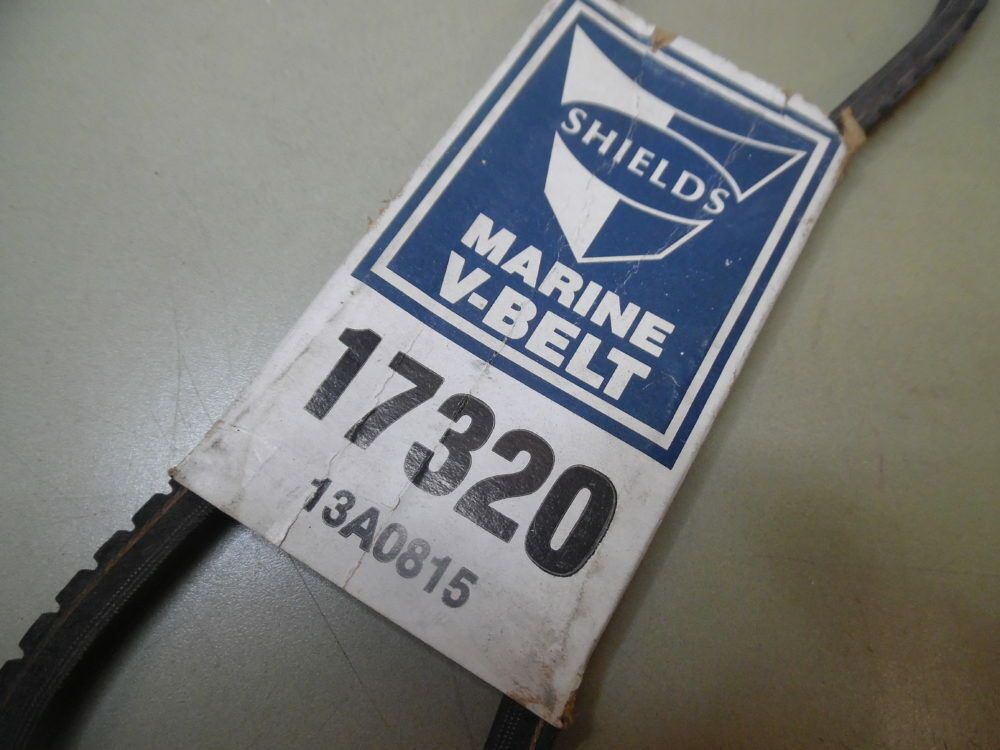 SHIELDS
MARINE
V-BELT
17320
13A0815